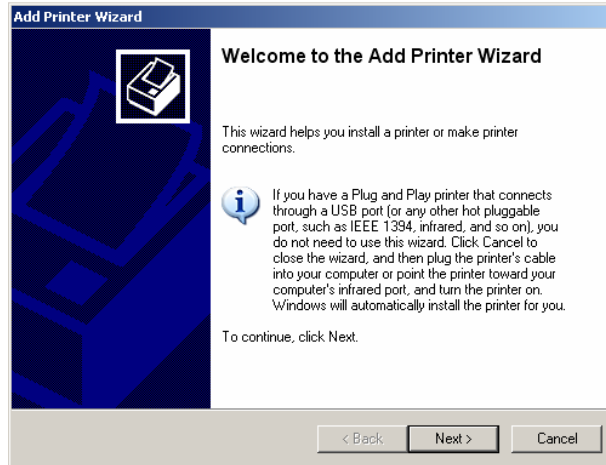 Add Printer Wizard
Welcome to the Add Printer Wizard
This wizard helps you install a printer or make printer
connections.
If you have a Plug and Play printer that connects
through a USB port (or any other hot pluggable
port, such as IEEE 1394, infrared, and so on), you
do not need to use this wizard. Click Cancel to
close the wizard, and then plug the printer's cable
into your computer or point the printer toward your
computer's infrared port, and turn the printer on.
Windows will automatically install the printer for you.
To continue, click Next.
< Back Next > Cancel